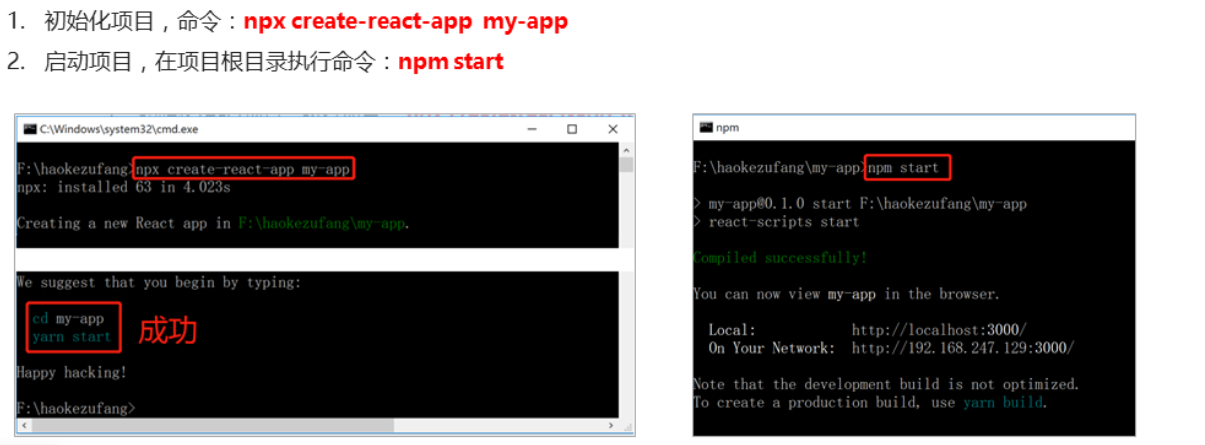 1. 初始化项目，命令：npx create-react-app my-app
2. 启动项目，在项目根目录执行命令：npm start
C:\Windows\system32\cmd.exe
F:\haokezufang>npx create-react-app my-app
npx: installed 63 in 4.023s
Creating a new React app in F:\haokezufang\my-app.
We suggest that you begin by typing:
cd my-app
yarn start
成功
Happy hacking!
F:\haokezufang>
npm
F:\haokezufang\my-app>npm start
> my-app@0.1.0 start F:\haokezufang\my-app
> react-scripts start
Compiled successfully!
You can now view my-app in the browser.
Local: http://localhost:3000/
On Your Network: http://192.168.247.129:3000/
Note that the development build is not optimized.
To create a production build, use yarn build.